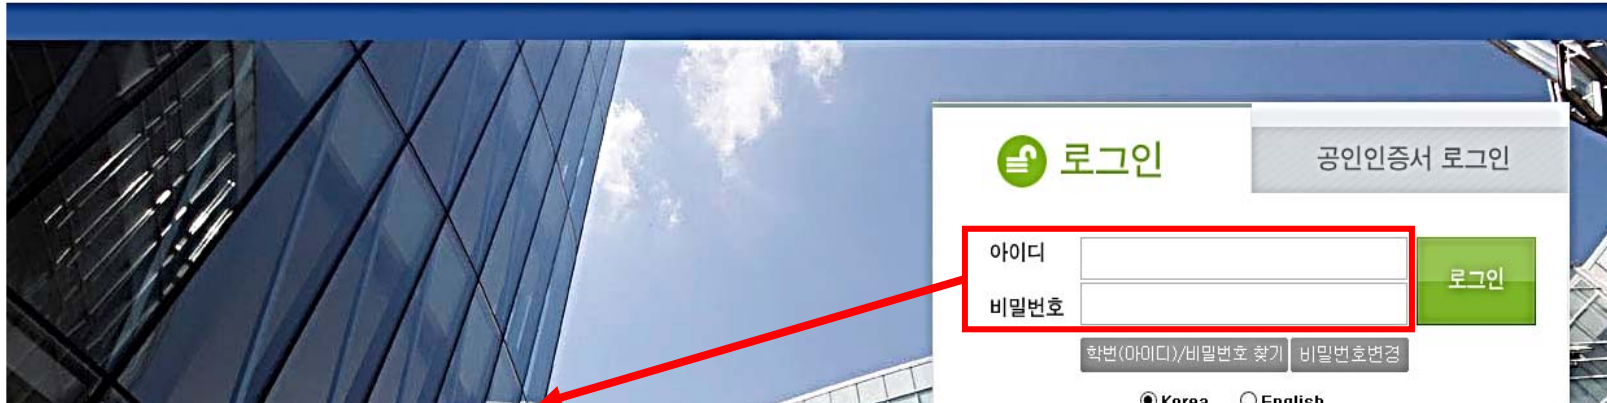 로그인
공인인증서 로그인
아이디
비밀번호
로그인
학번(아이디)/비밀번호 찾기
비밀번호변경
Korea
English